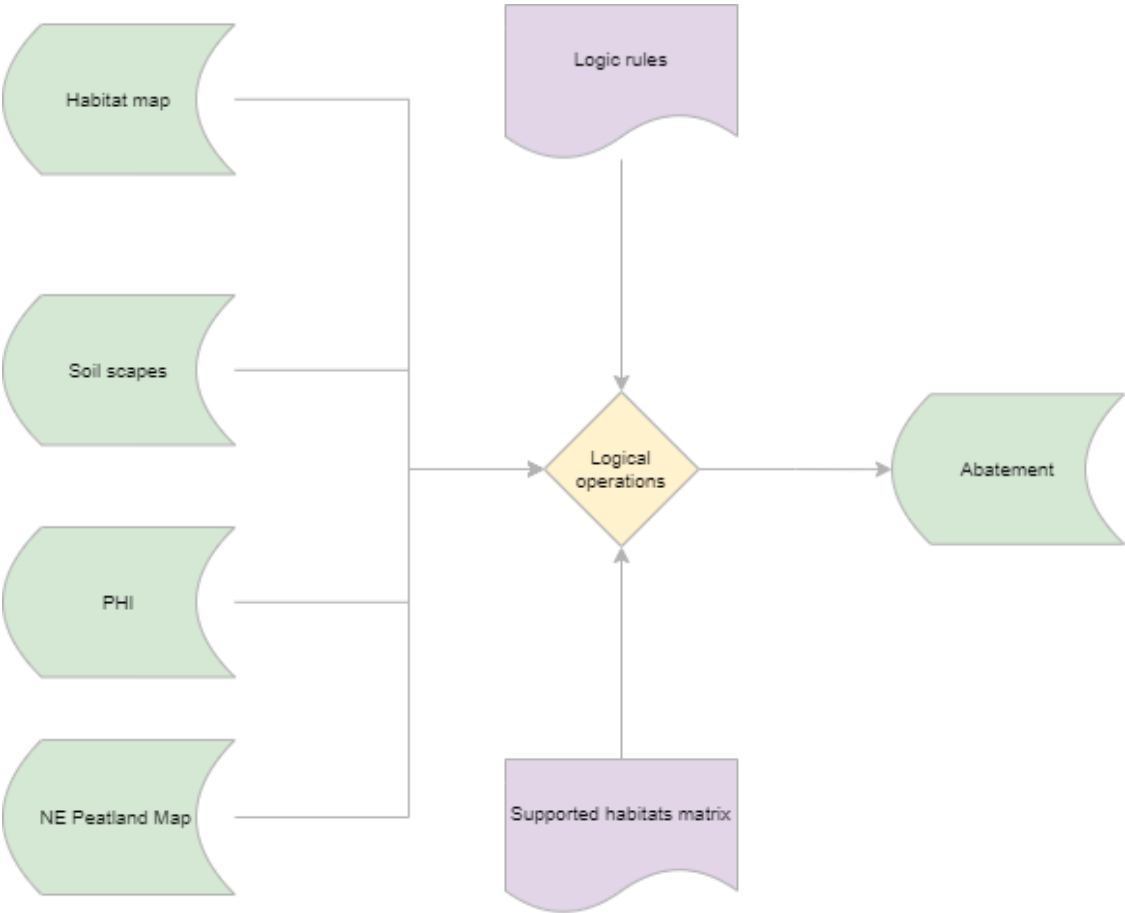 Habitat map
Logic rules
Soil scapes
Logical
operations
Abatement
PHI
NE Peatland Map
Supported habitats matrix